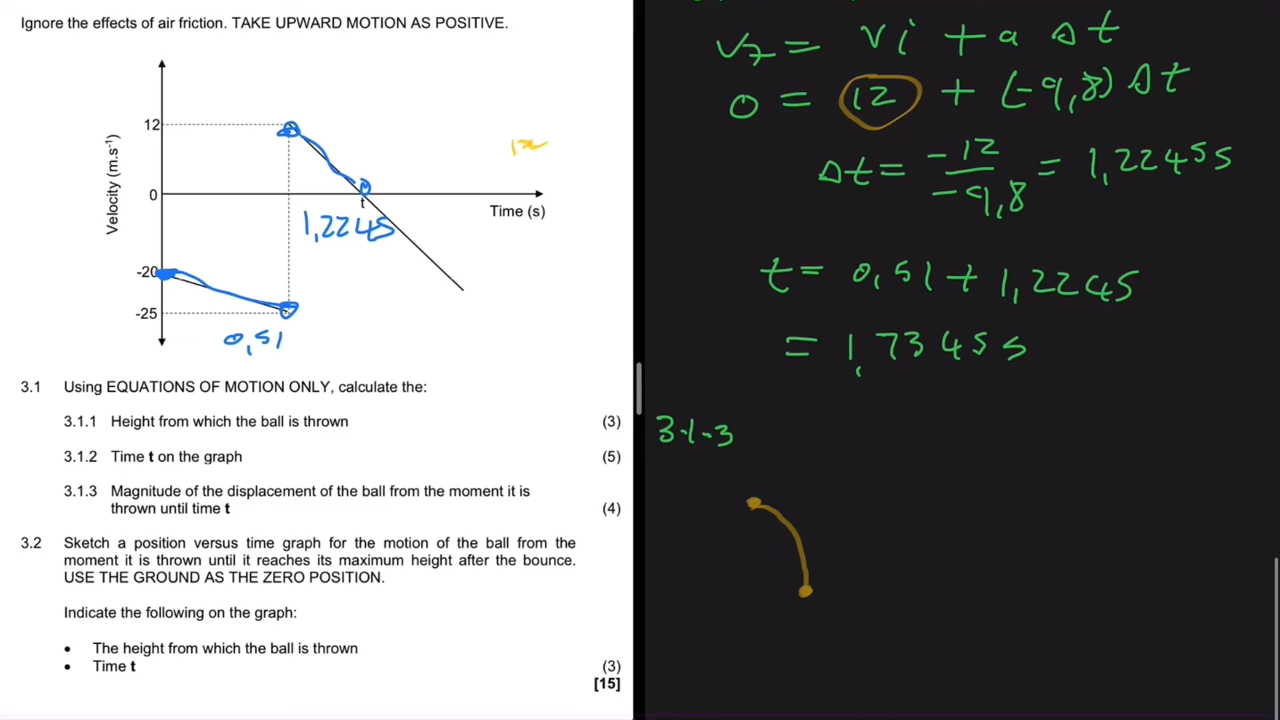 Ignore the effects of air friction. TAKE UPWARD MOTION AS POSITIVE.
12
0
-20
-25
Velocity (m.s⁻¹)
Time (s)
t
1,2245
0,51
3.1 Using EQUATIONS OF MOTION ONLY, calculate the:
3.1.1 Height from which the ball is thrown (3)
3.1.2 Time t on the graph (5)
3.1.3 Magnitude of the displacement of the ball from the moment it is
thrown until time t (4)
3.2 Sketch a position versus time graph for the motion of the ball from the
moment it is thrown until it reaches its maximum height after the bounce.
USE THE GROUND AS THE ZERO POSITION.
Indicate the following on the graph:
• The height from which the ball is thrown
• Time t (3)
[15]
vf = vi + a Δt
0 = 12 + (-9,8) Δt
Δt = -12 / -9,8 = 1,2245 s
t = 0,51 + 1,2245
= 1,7345 s
3.1.3